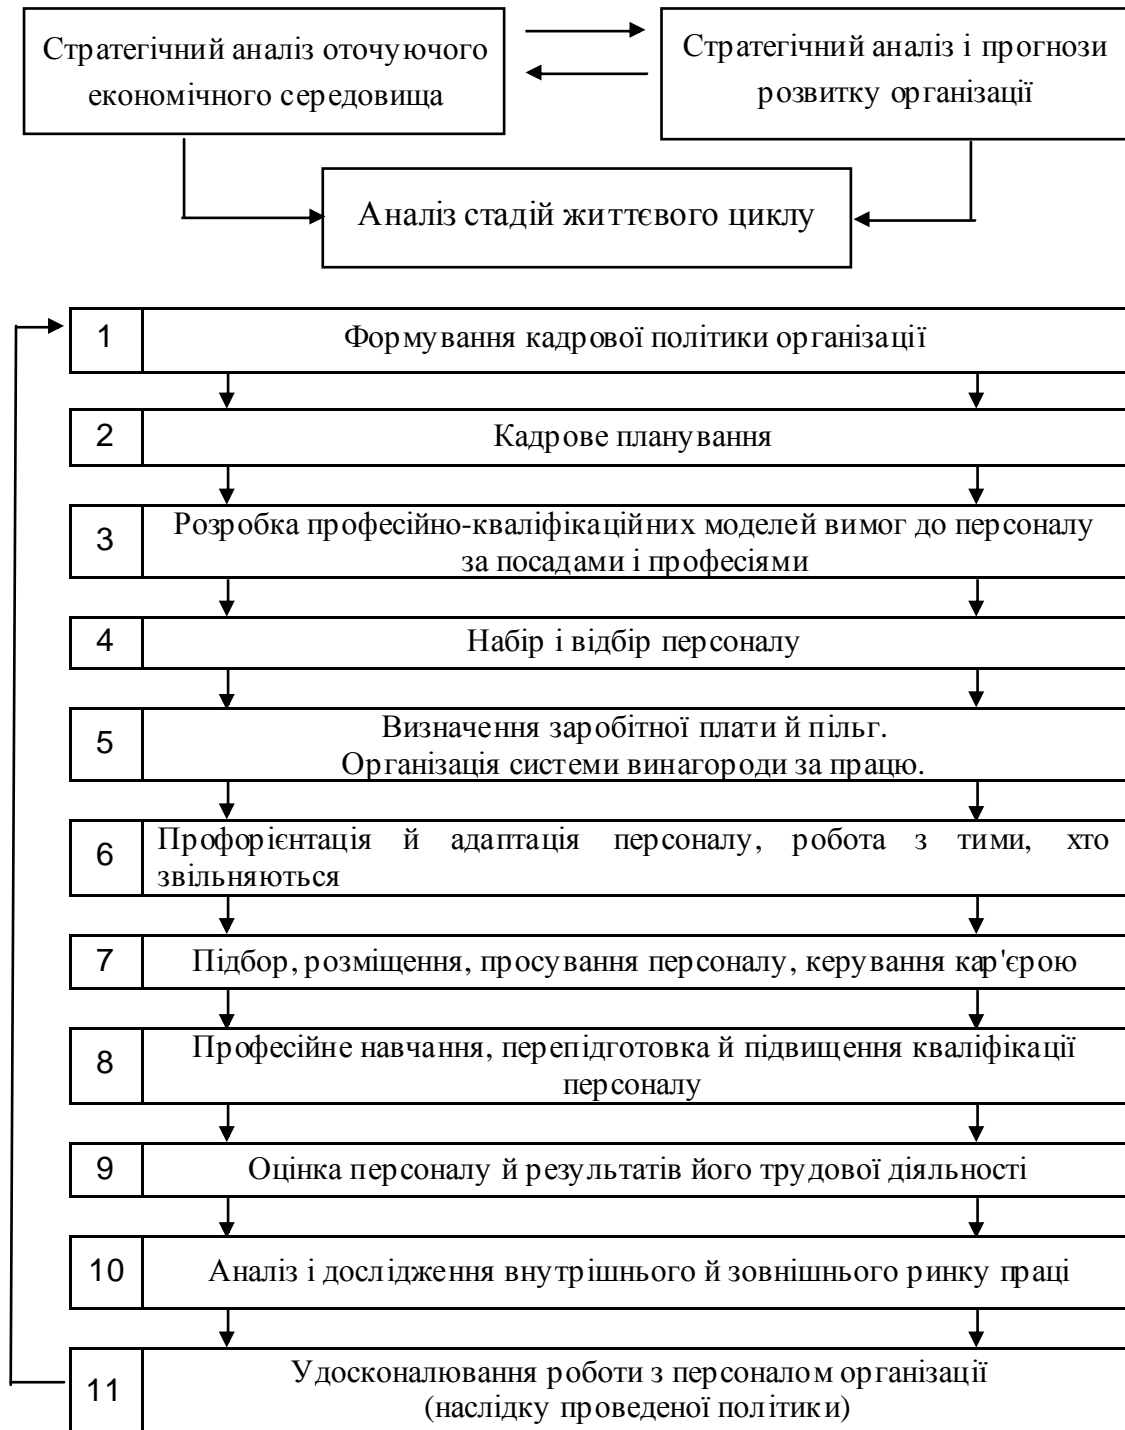 Стратегічний аналіз оточуючого
економічного середовища
Стратегічний аналіз і прогнози
розвитку організації
Аналіз стадій життєвого циклу
1 Формування кадрової політики організації
2 Кадрове планування
3 Розробка професійно-кваліфікаційних моделей вимог до персоналу
за посадами і професіями
4 Набір і відбір персоналу
5 Визначення заробітної плати й пільг.
Організація системи винагороди за працю.
6 Профорієнтація й адаптація персоналу, робота з тими, хто
звільняються
7 Підбор, розміщення, просування персоналу, керування кар'єрою
8 Професійне навчання, перепідготовка й підвищення кваліфікації
персоналу
9 Оцінка персоналу й результатів його трудової діяльності
10 Аналіз і дослідження внутрішнього й зовнішнього ринку праці
11 Удосконалювання роботи з персоналом організації
(наслідку проведеної політики)